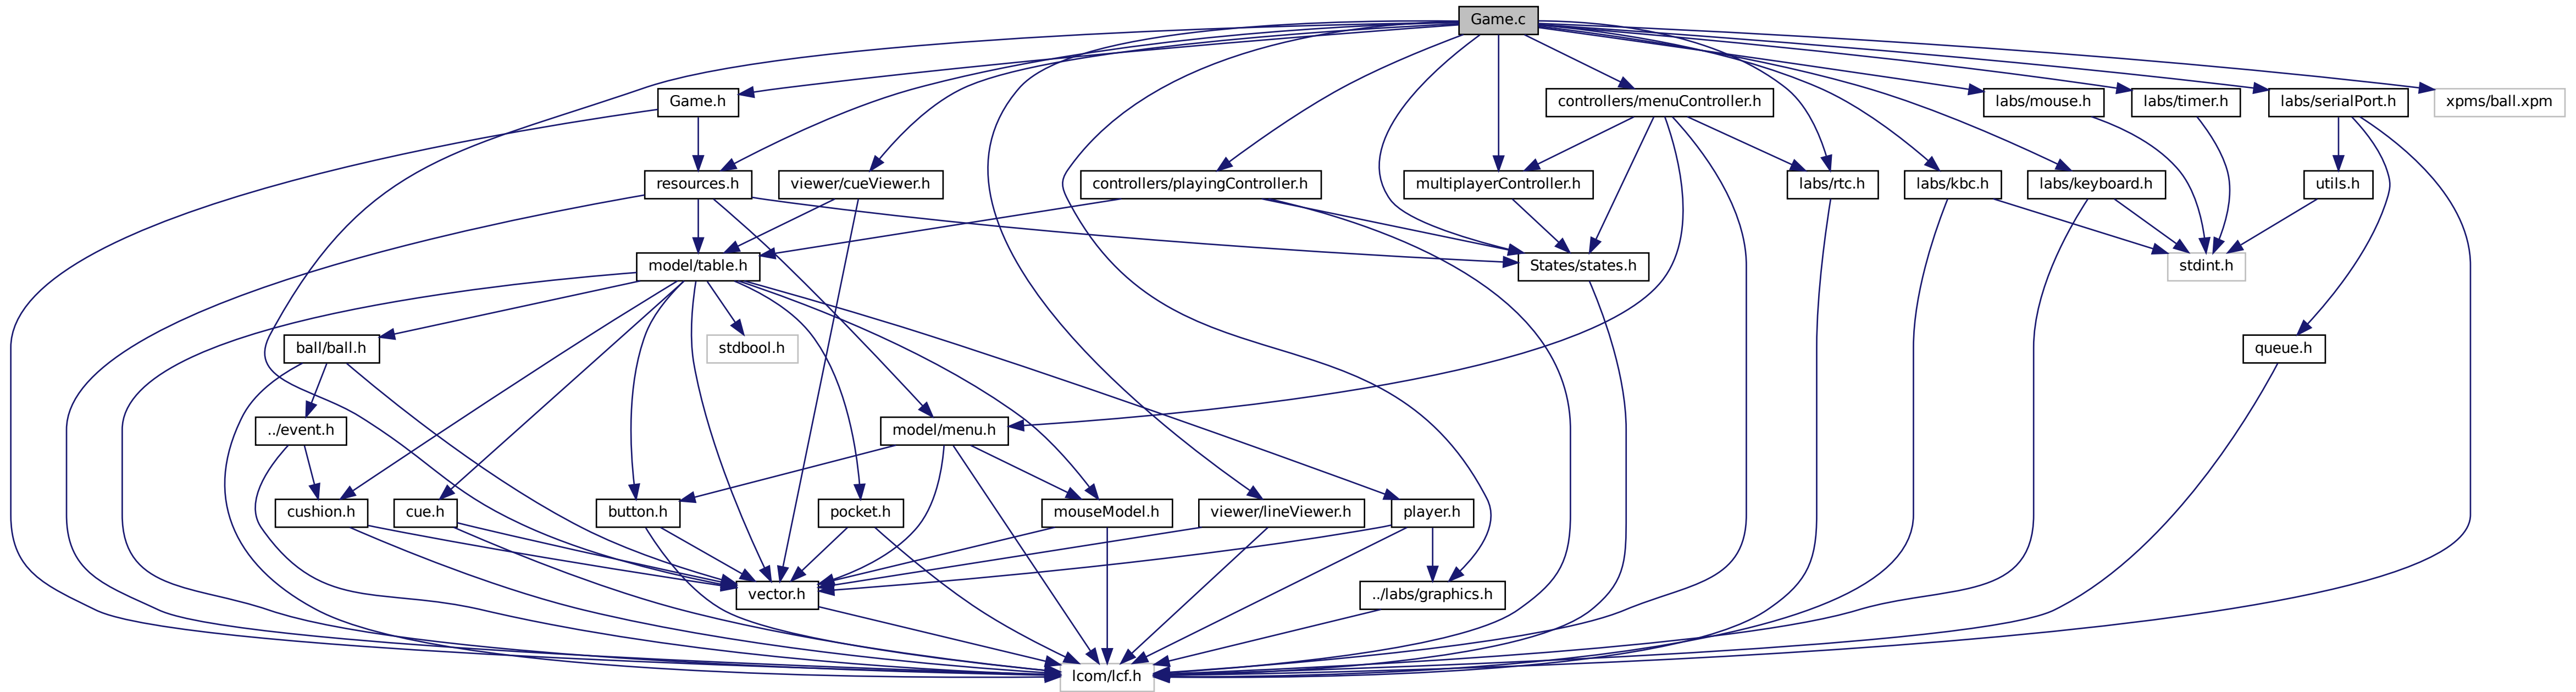 Game.c
Game.h
controllers/menuController.h
labs/mouse.h
labs/timer.h
labs/serialPort.h
xpms/ball.xpm
resources.h
viewer/cueViewer.h
controllers/playingController.h
multiplayerController.h
labs/rtc.h
labs/kbc.h
labs/keyboard.h
utils.h
model/table.h
States/states.h
stdint.h
ball/ball.h
stdbool.h
queue.h
../event.h
model/menu.h
cushion.h
cue.h
button.h
pocket.h
mouseModel.h
viewer/lineViewer.h
player.h
vector.h
../labs/graphics.h
lcom/lcf.h